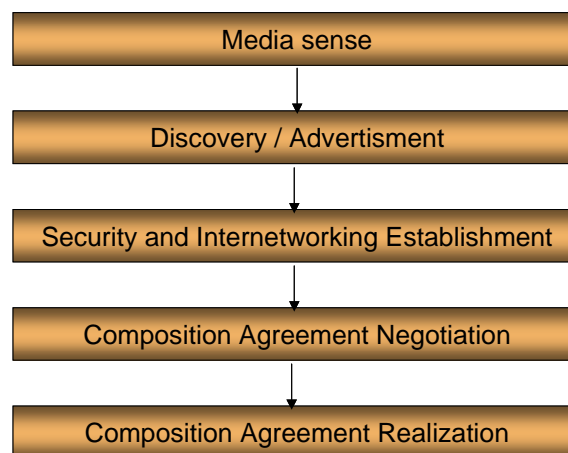 Media sense
Discovery / Advertisment
Security and Internetworking Establishment
Composition Agreement Negotiation
Composition Agreement Realization